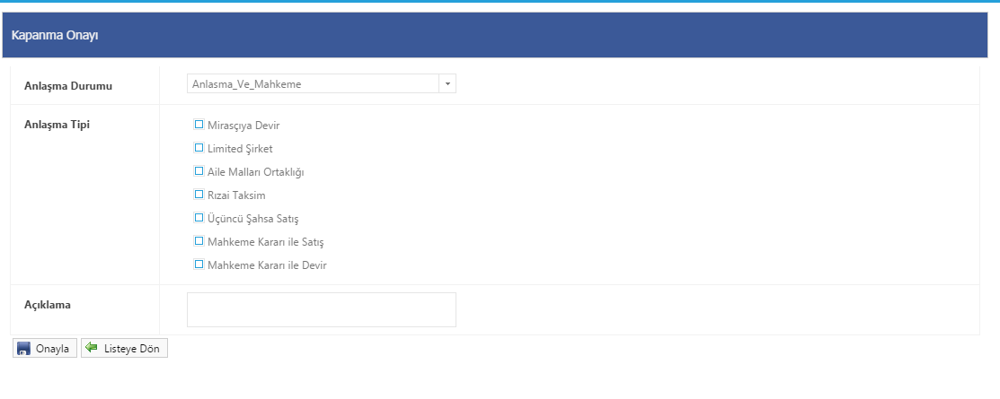 Kapanma Onayı
Anlaşma Durumu
Anlasma_Ve_Mahkeme
Anlaşma Tipi
Mirasçıya Devir
Limited Şirket
Aile Malları Ortaklığı
Rızai Taksim
Üçüncü Şahsa Satış
Mahkeme Kararı ile Satış
Mahkeme Kararı ile Devir
Açıklama
Onayla
Listeye Dön